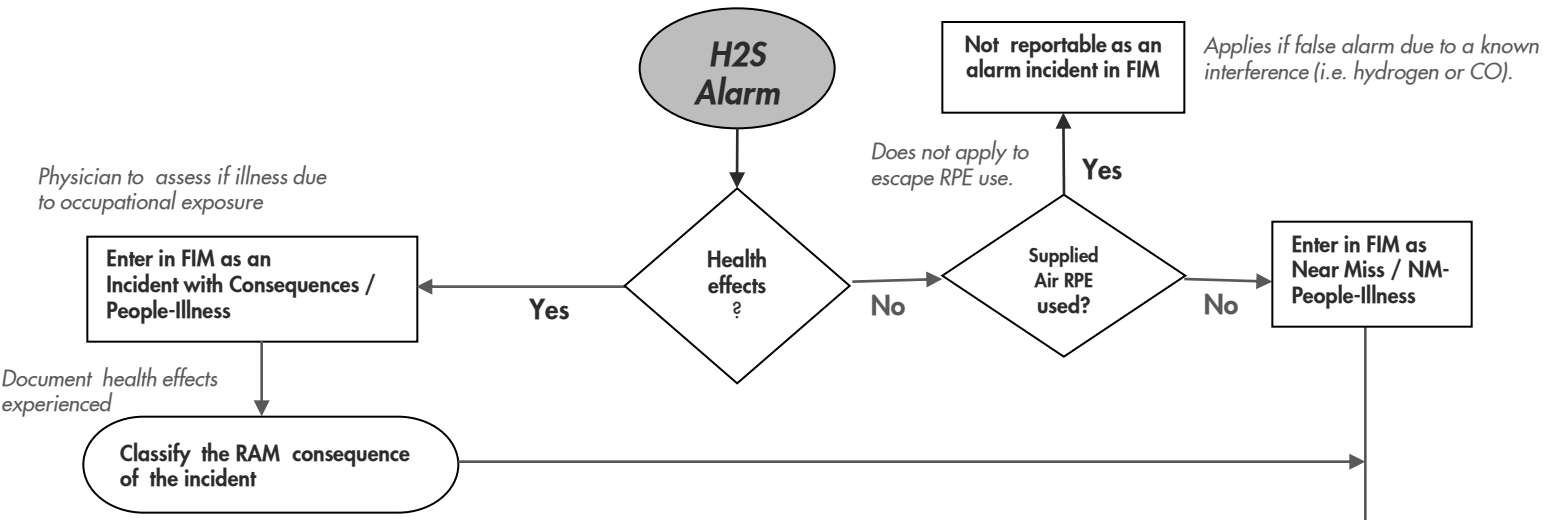 H2S
Alarm
Not reportable as an
alarm incident in FIM
Applies if false alarm due to a known
interference (i.e. hydrogen or CO).
Does not apply to
escape RPE use.
Yes
Physician to assess if illness due
to occupational exposure
Enter in FIM as an
Incident with Consequences /
People-Illness
Yes
Health
effects
?
No
Supplied
Air RPE
used?
No
Enter in FIM as
Near Miss / NM-
People-Illness
Document health effects
experienced
Classify the RAM consequence
of the incident